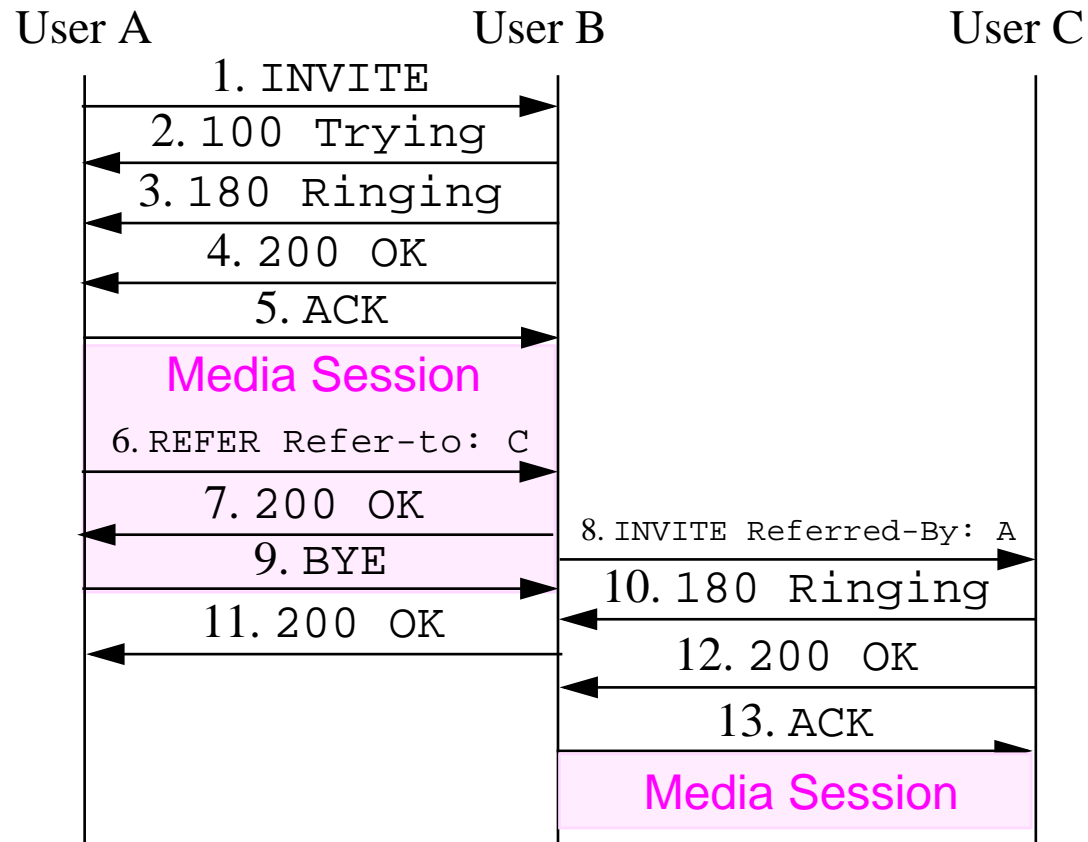 User A User B User C
1. INVITE
2. 100 Trying
3. 180 Ringing
4. 200 OK
5. ACK
Media Session
6. REFER Refer-to: C
7. 200 OK
8. INVITE Referred-By: A
9. BYE
10. 180 Ringing
11. 200 OK
12. 200 OK
13. ACK
Media Session